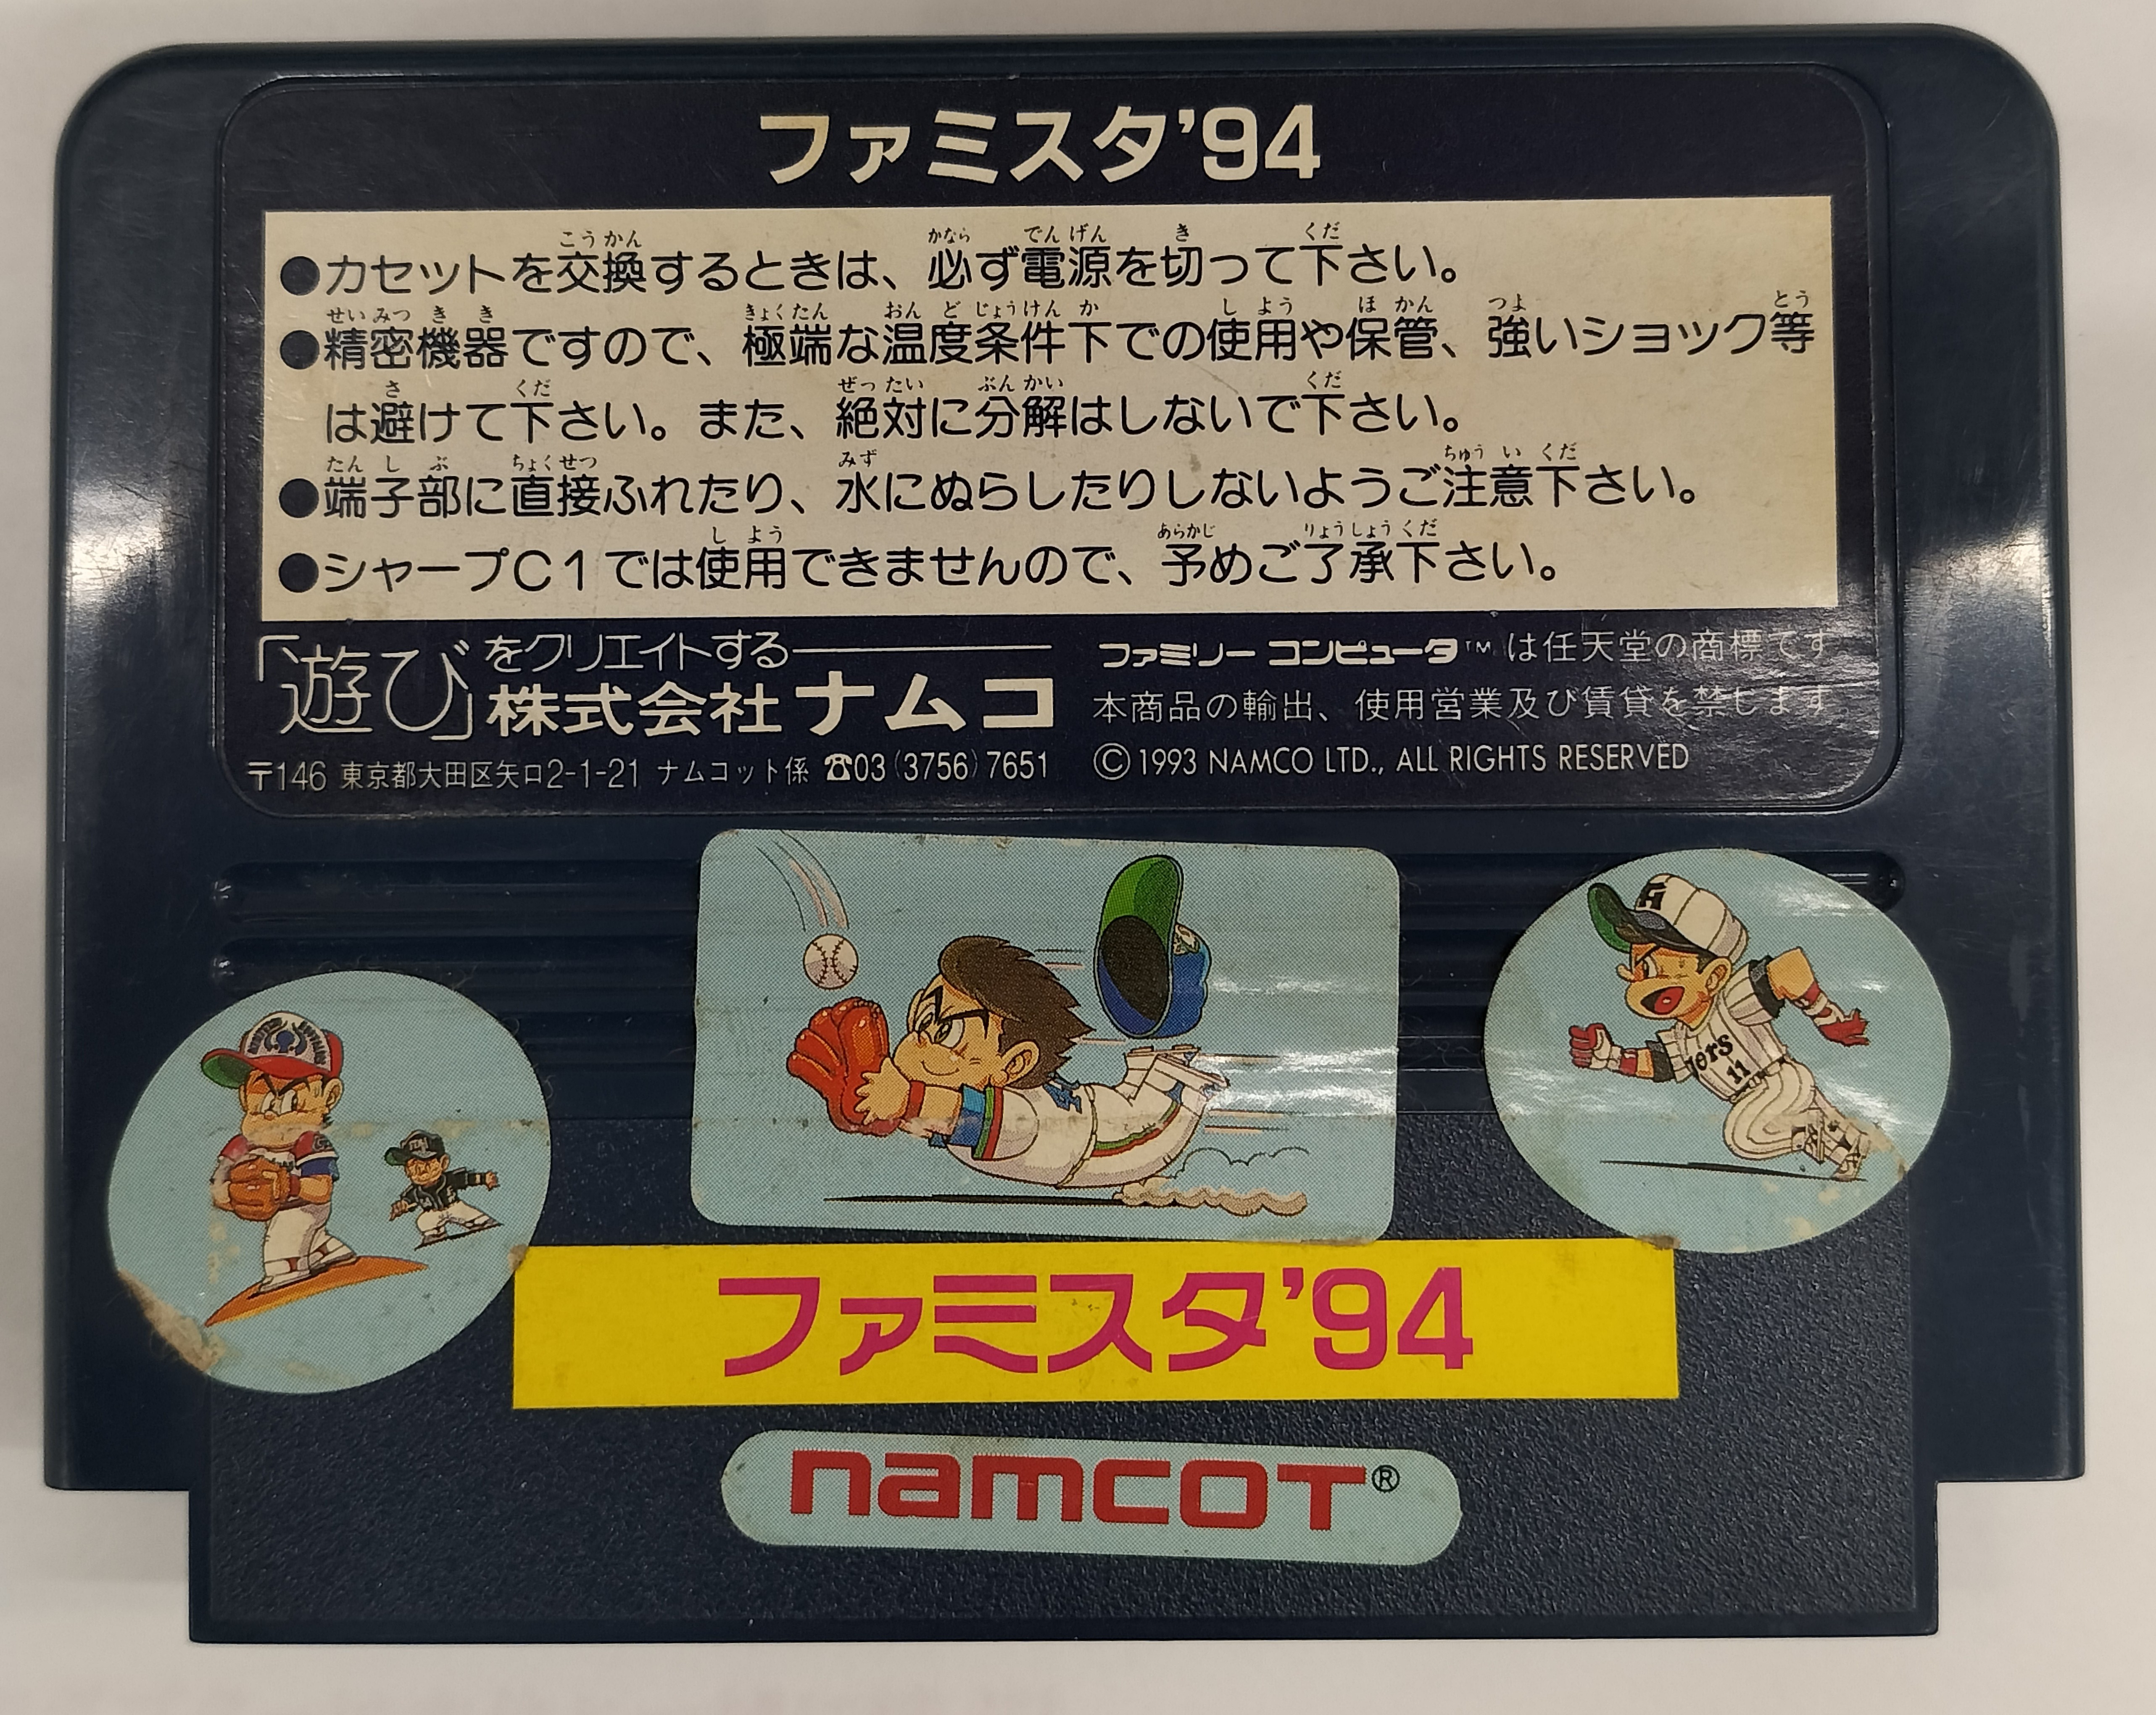 ファミスタ'94
●カセットを交換するときは、必ず電源を切って下さい。
●精密機器ですので、極端な温度条件下での使用や保管、強いショック等
は避けて下さい。また、絶対に分解はしないで下さい。
●端子部に直接ふれたり、水にぬらしたりしないようご注意下さい。
●シャープC1では使用できませんので、予めご了承下さい。
「遊び」をクリエイトする
株式会社ナムコ
〒146 東京都大田区矢口2-1-21 ナムコット係 ☎03(3756)7651
ファミリーコンピュータ™は任天堂の商標です
本商品の輸出、使用営業及び賃貸を禁じます
©1993 NAMCO LTD., ALL RIGHTS RESERVED
H
gers
11
ファミスタ'94
namcot®